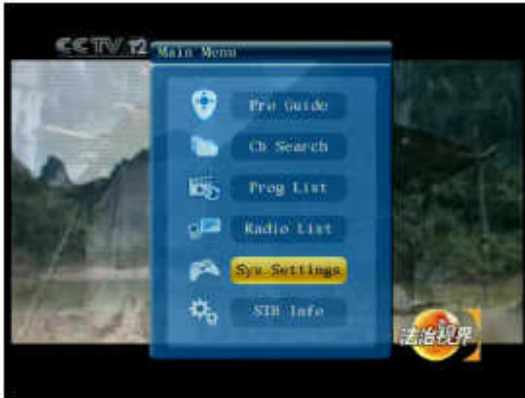 CCTV 12
Main Menu
Pro Guide
Ch Search
Prog List
Radio List
Sys Settings
STB Info
法治视界